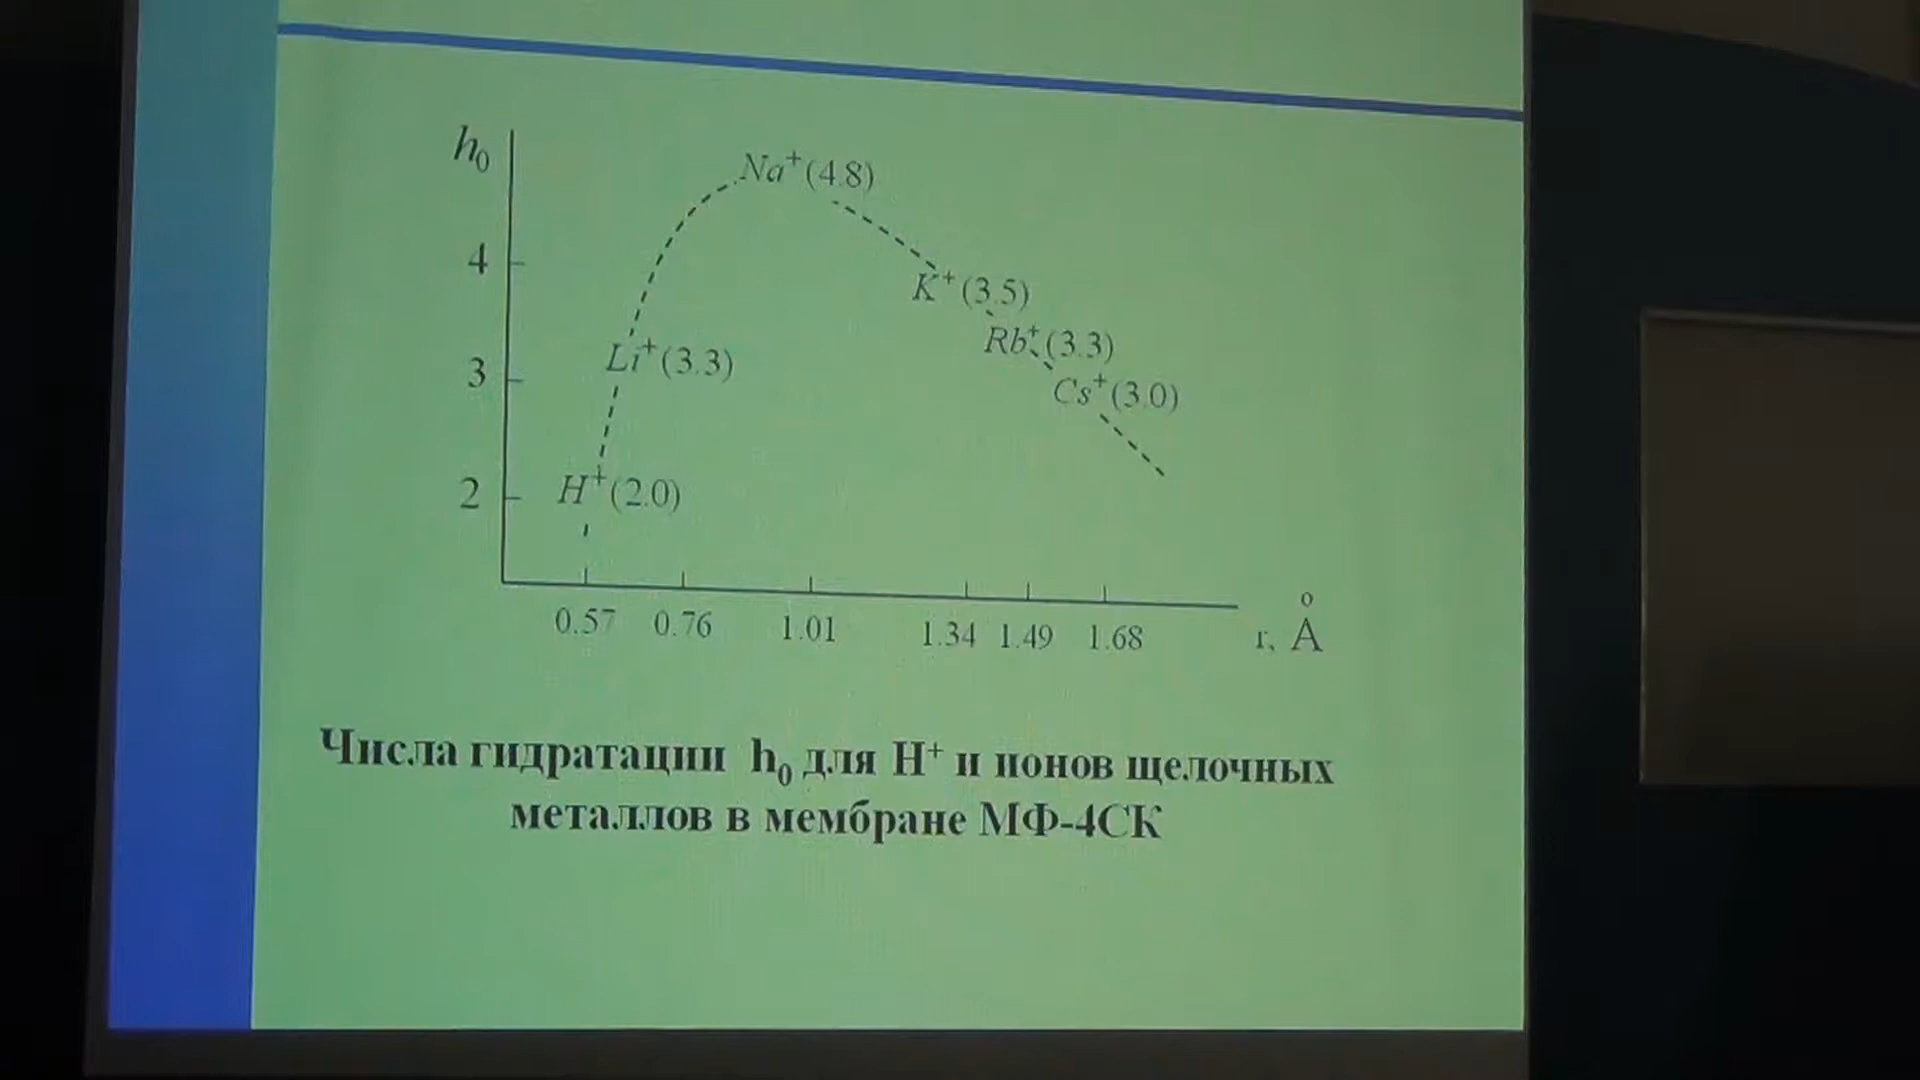 h₀
Na⁺(4.8)
4
K⁺(3.5)
Rb⁺(3.3)
Li⁺(3.3)
3
Cs⁺(3.0)
2
H⁺(2.0)
0.57 0.76 1.01 1.34 1.49 1.68 r, Å
Числа гидратации h₀ для H⁺ и ионов щелочных
металлов в мембране МФ-4СК